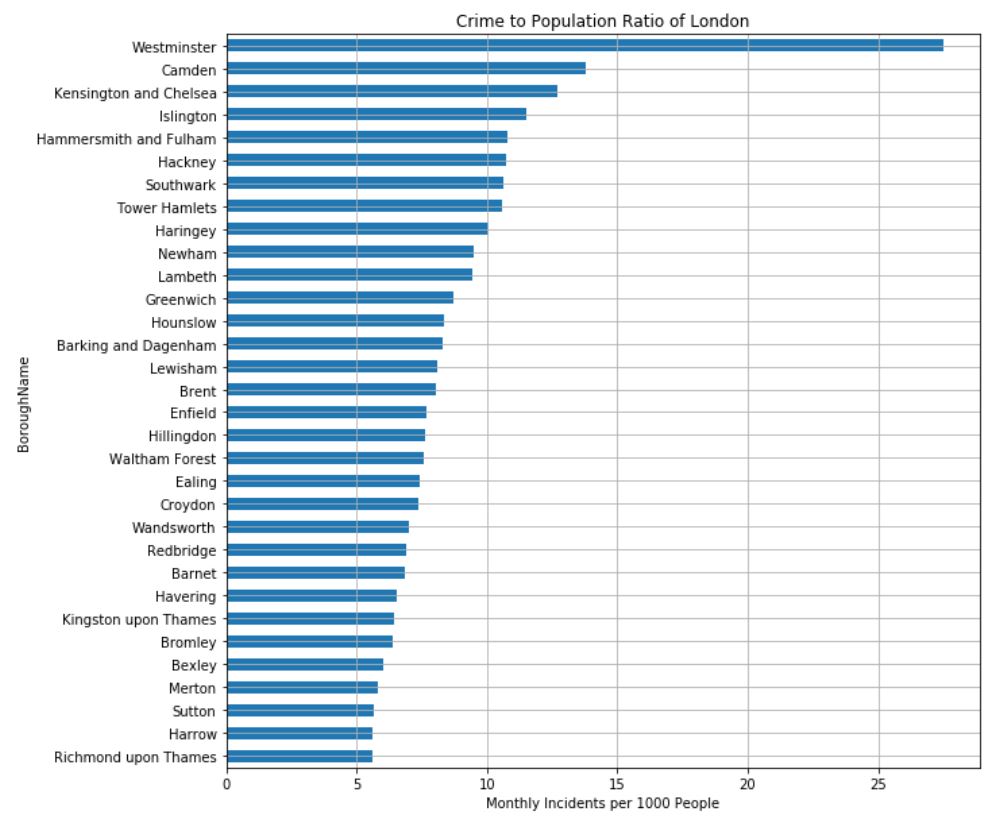 Crime to Population Ratio of London
BoroughName
Westminster
Camden
Kensington and Chelsea
Islington
Hammersmith and Fulham
Hackney
Southwark
Tower Hamlets
Haringey
Newham
Lambeth
Greenwich
Hounslow
Barking and Dagenham
Lewisham
Brent
Enfield
Hillingdon
Waltham Forest
Ealing
Croydon
Wandsworth
Redbridge
Barnet
Havering
Kingston upon Thames
Bromley
Bexley
Merton
Sutton
Harrow
Richmond upon Thames
0 5 10 15 20 25
Monthly Incidents per 1000 People